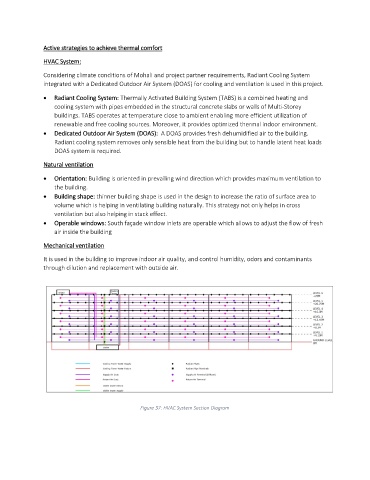 Active strategies to achieve thermal comfort
HVAC System:
Considering climate conditions of Mohali and project partner requirements, Radiant Cooling System
integrated with a Dedicated Outdoor Air System (DOAS) for cooling and ventilation is used in this project.
• Radiant Cooling System: Thermally Activated Building System (TABS) is a combined heating and
cooling system with pipes embedded in the structural concrete slabs or walls of Multi-Storey
buildings. TABS operates at temperature close to ambient enabling more efficient utilization of
renewable and free cooling sources. Moreover, it provides optimized thermal indoor environment.
• Dedicated Outdoor Air System (DOAS): A DOAS provides fresh dehumidified air to the building.
Radiant cooling system removes only sensible heat from the building but to handle latent heat loads
DOAS system is required.
Natural ventilation
• Orientation: Building is oriented in prevailing wind direction which provides maximum ventilation to
the building.
• Building shape: thinner building shape is used in the design to increase the ratio of surface area to
volume which is helping in ventilating building naturally. This strategy not only helps in cross
ventilation but also helping in stack effect.
• Operable windows: South façade window inlets are operable which allows to adjust the flow of fresh
air inside the building
Mechanical ventilation
It is used in the building to improve indoor air quality, and control humidity, odors and contaminants
through dilution and replacement with outside air.
Figure 57. HVAC System Section Diagram